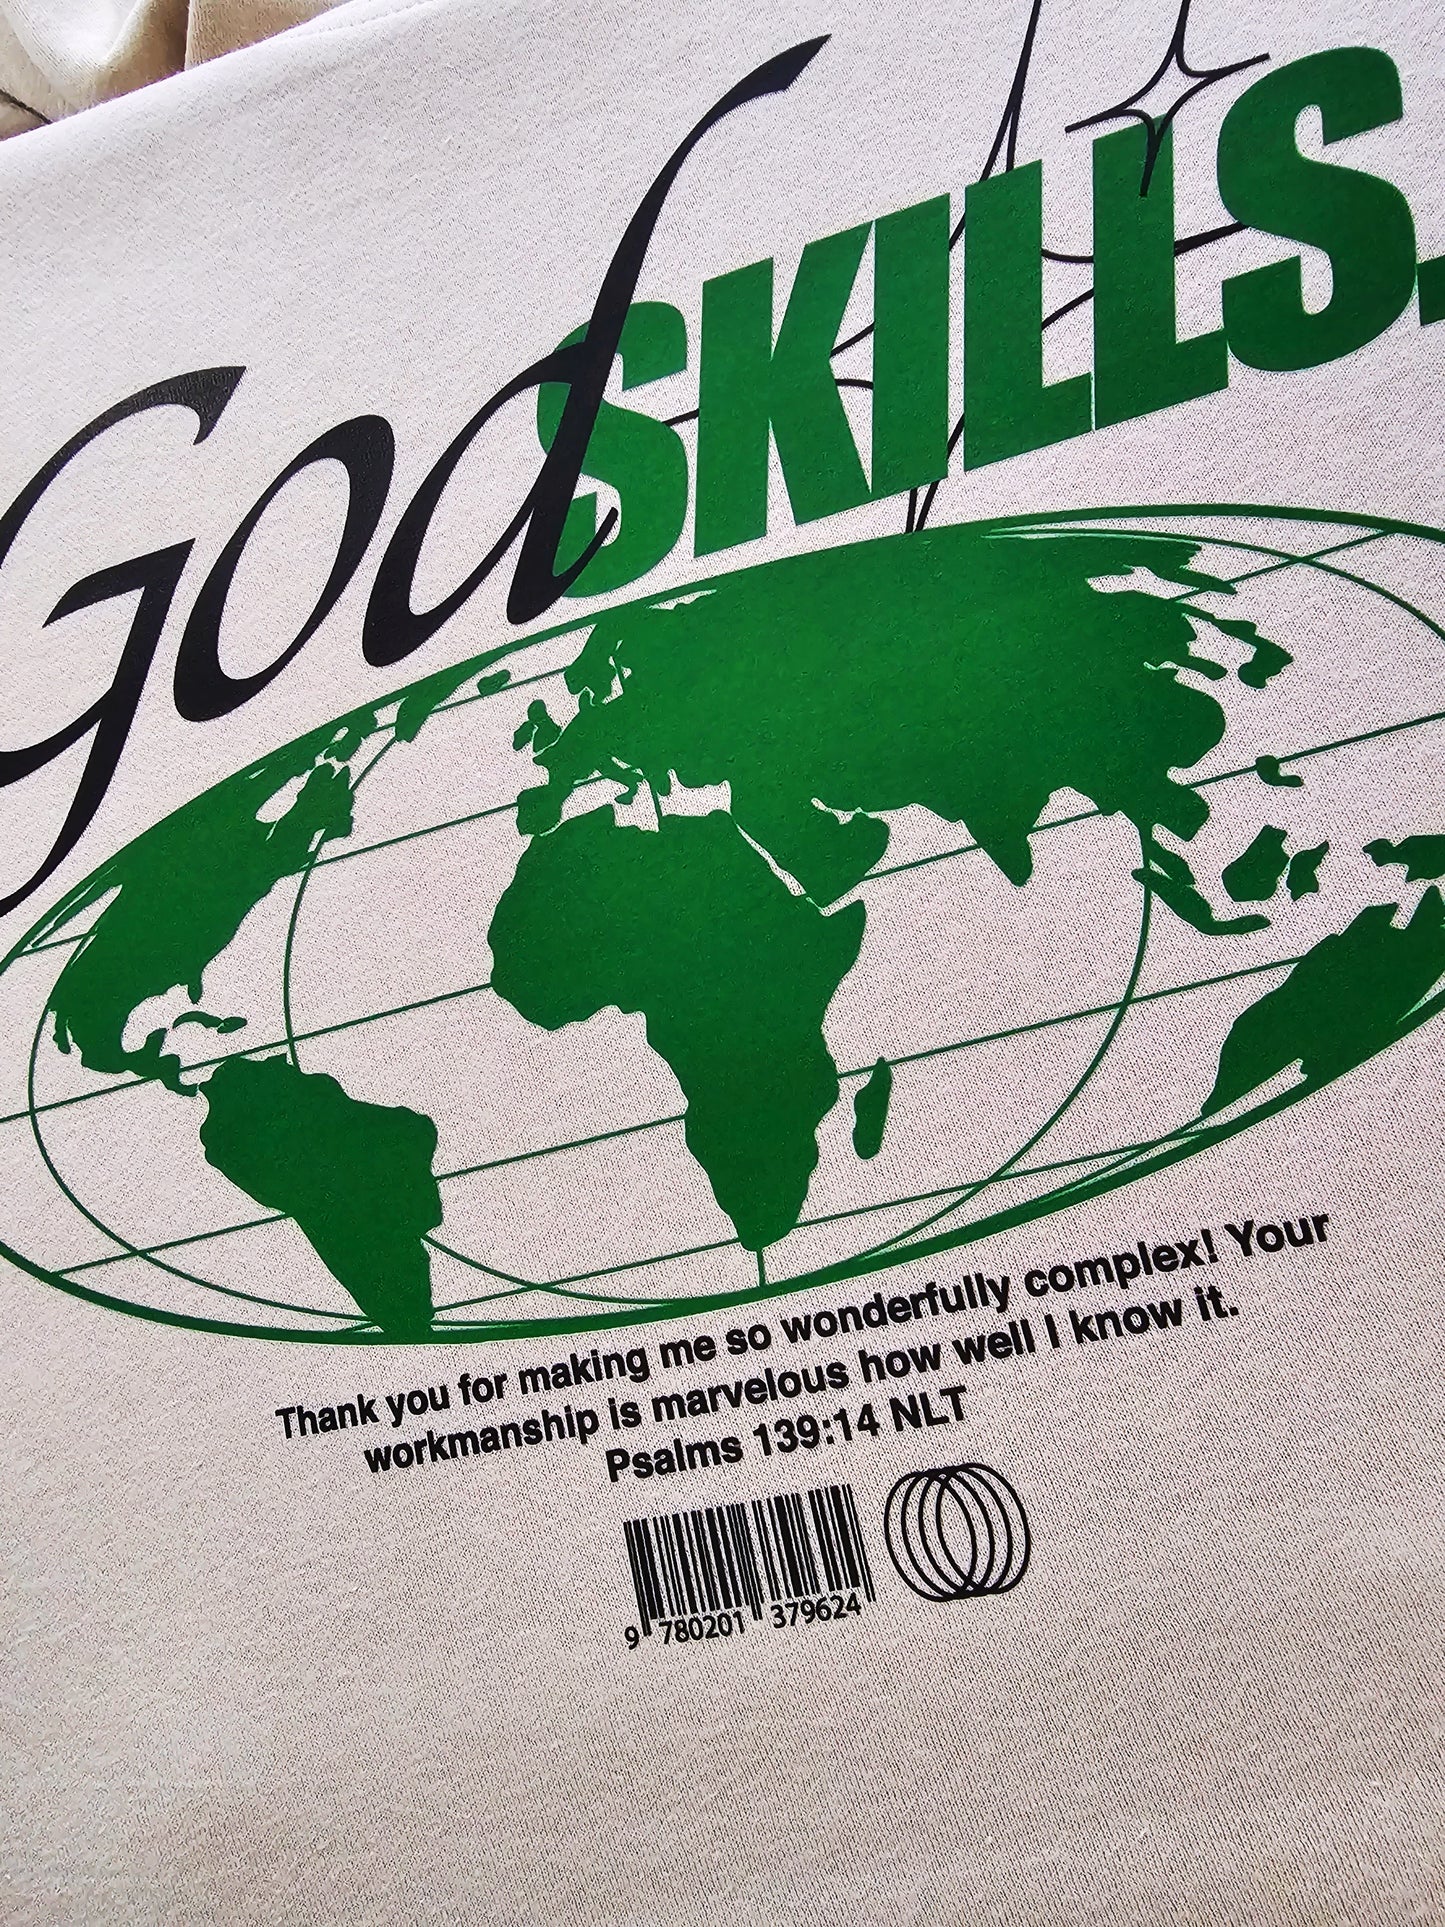 God SKILLS.
Thank you for making me so wonderfully complex! Your
workmanship is marvelous how well I know it.
Psalms 139:14 NLT
9 780201 379624